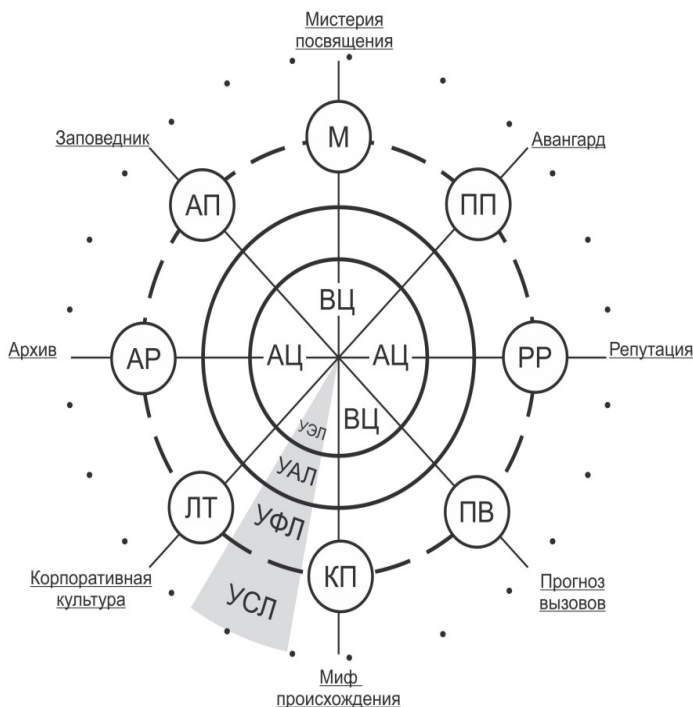 Мистерия
посвящения
Заповедник
Авангард
М
АП
ПП
ВЦ
Архив
АР
АЦ
АЦ
РР
Репутация
ВЦ
УЭЛ
УАЛ
ЛТ
УФЛ
ПВ
КП
УСЛ
Корпоративная
культура
Прогноз
вызовов
Миф
происхождения